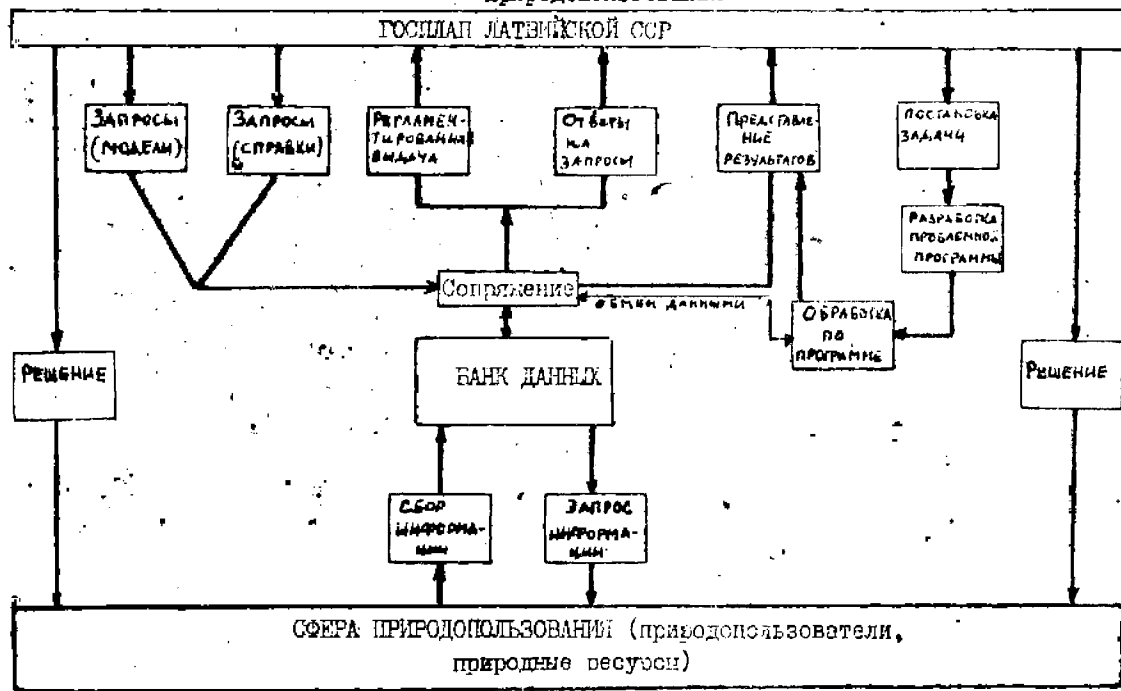 ГОСПЛАП ЛАТВИЙСКОЙ ССР
ЗАПРОСЫ
(МОДЕЛИ)
ЗАПРОСЫ
(СПРАВКИ)
РЕГЛАМЕН-
ТИРОВАННАЯ
ВЫДАЧА
ОТВЕТЫ
НА
ЗАПРОСЫ
ПРЕДСТАВЛЕ-
НИЕ
РЕЗУЛЬТАТОВ
ПОСТАНОВКА
ЗАДАЧИ
РАЗРАБОТКА
ПРОБЛЕМНОЙ
ПРОГРАММЫ
Сопряжение
ОБМЕН ДАННЫМИ
ОБРАБОТКА
ПО
ПРОГРАММЕ
РЕШЕНИЕ
БАНК ДАННЫХ
РЕШЕНИЕ
СБОР
ИНФОРМА-
ЦИИ
ЗАПРОС
ИНФОРМА-
ЦИИ
СФЕРА ПРИРОДОПОЛЬЗОВАНИЯ (природопользователи,
природные ресурсы)